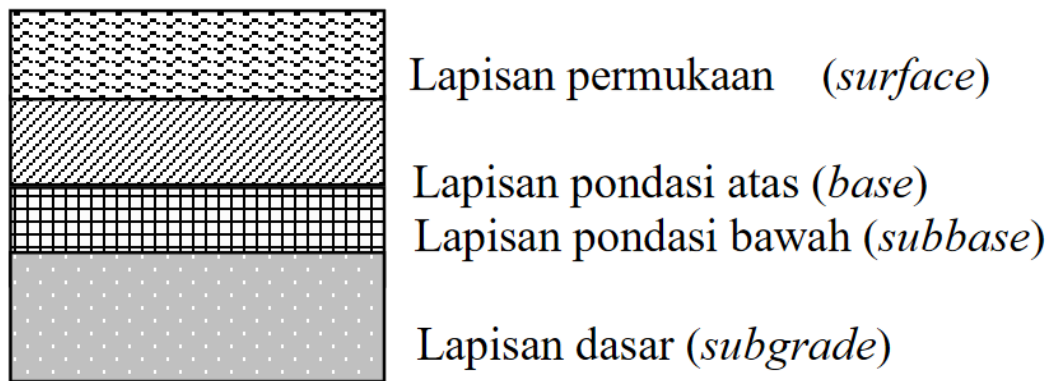 Lapisan permukaan (surface)
Lapisan pondasi atas (base)
Lapisan pondasi bawah (subbase)
Lapisan dasar (subgrade)